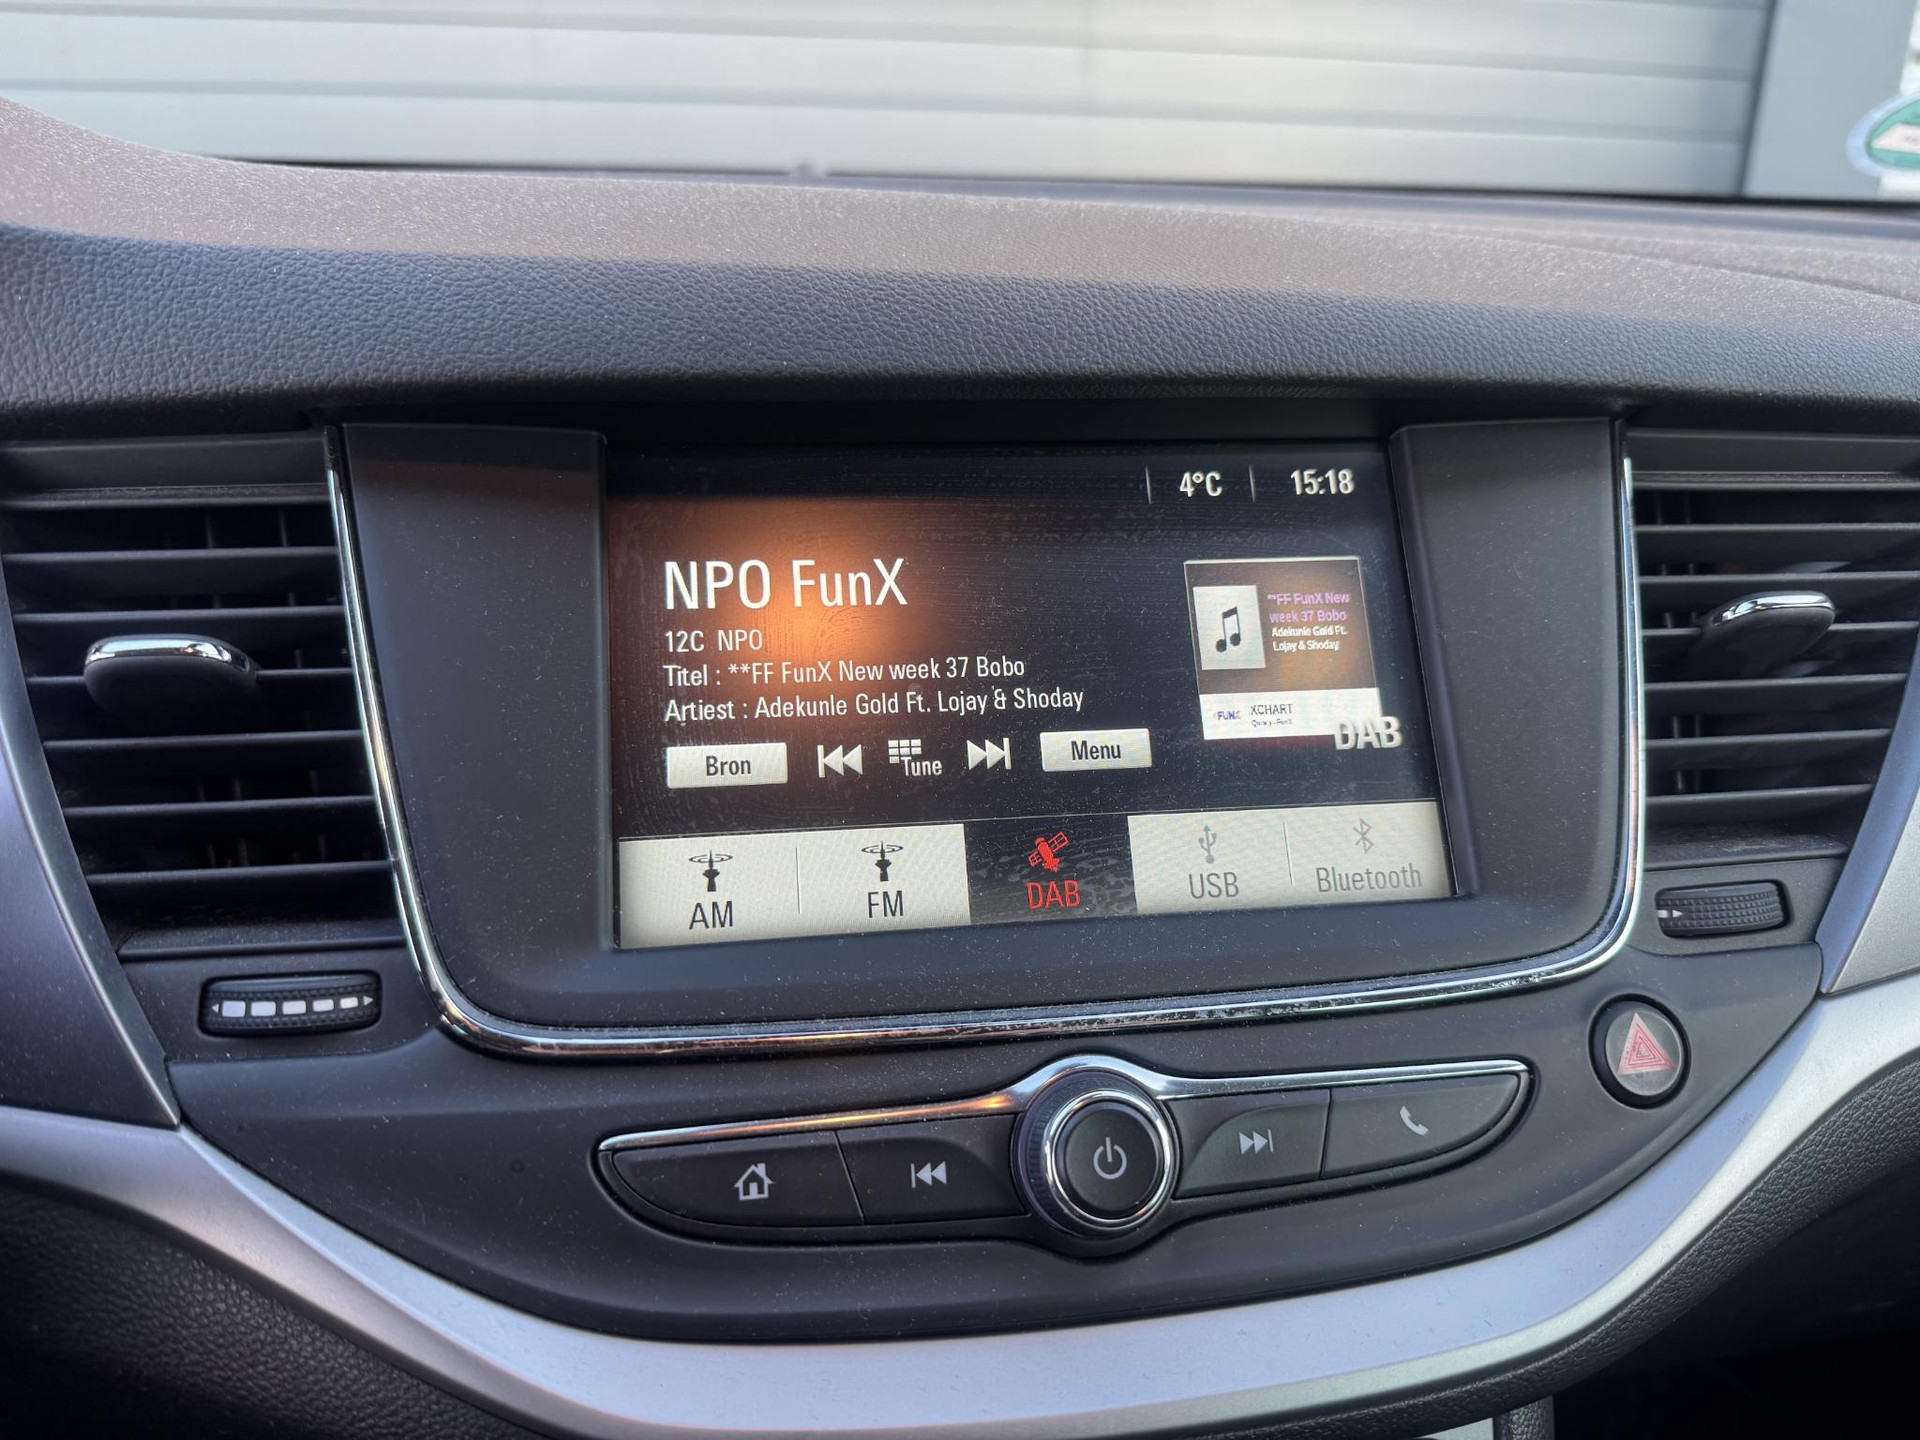 4°C
15:18
NPO FunX
12C NPO
Titel : **FF FunX New week 37 Bobo
Artiest : Adekunle Gold Ft. Lojay & Shoday
**FF FunX New
week 37 Bobo
Adekunle Gold Ft.
Lojay & Shoday
FUNX
XCHART
DAB
Bron
Tune
Menu
AM
FM
DAB
USB
Bluetooth